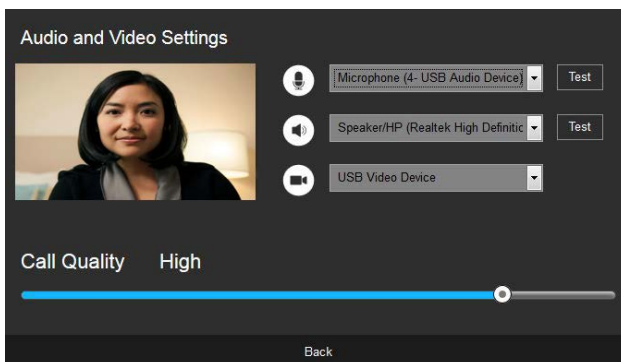 Audio and Video Settings
Microphone (4- USB Audio Device)
Test
Speaker/HP (Realtek High Definitic
Test
USB Video Device
Call Quality High
Back